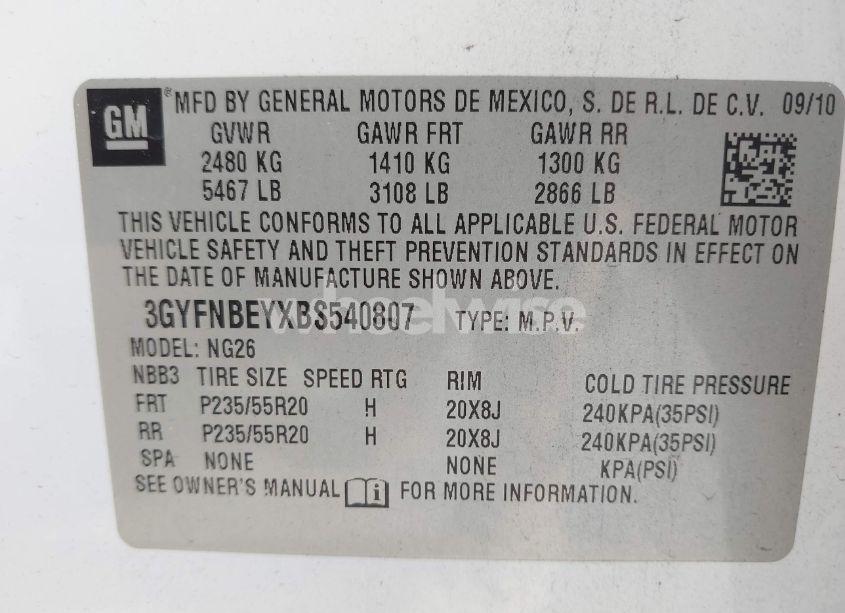 GM ® MFD BY GENERAL MOTORS DE MEXICO, S. DE R.L. DE C.V. 09/10
GVWR GAWR FRT GAWR RR
2480 KG 1410 KG 1300 KG
5467 LB 3108 LB 2866 LB
THIS VEHICLE CONFORMS TO ALL APPLICABLE U.S. FEDERAL MOTOR
VEHICLE SAFETY AND THEFT PREVENTION STANDARDS IN EFFECT ON
THE DATE OF MANUFACTURE SHOWN ABOVE.
wheelwise
3GYFNBEYXBS540807 TYPE: M.P.V.
MODEL: NG26
NBB3 TIRE SIZE SPEED RTG RIM COLD TIRE PRESSURE
FRT P235/55R20 H 20X8J 240KPA(35PSI)
RR P235/55R20 H 20X8J 240KPA(35PSI)
SPA NONE NONE KPA(PSI)
SEE OWNER'S MANUAL i FOR MORE INFORMATION.